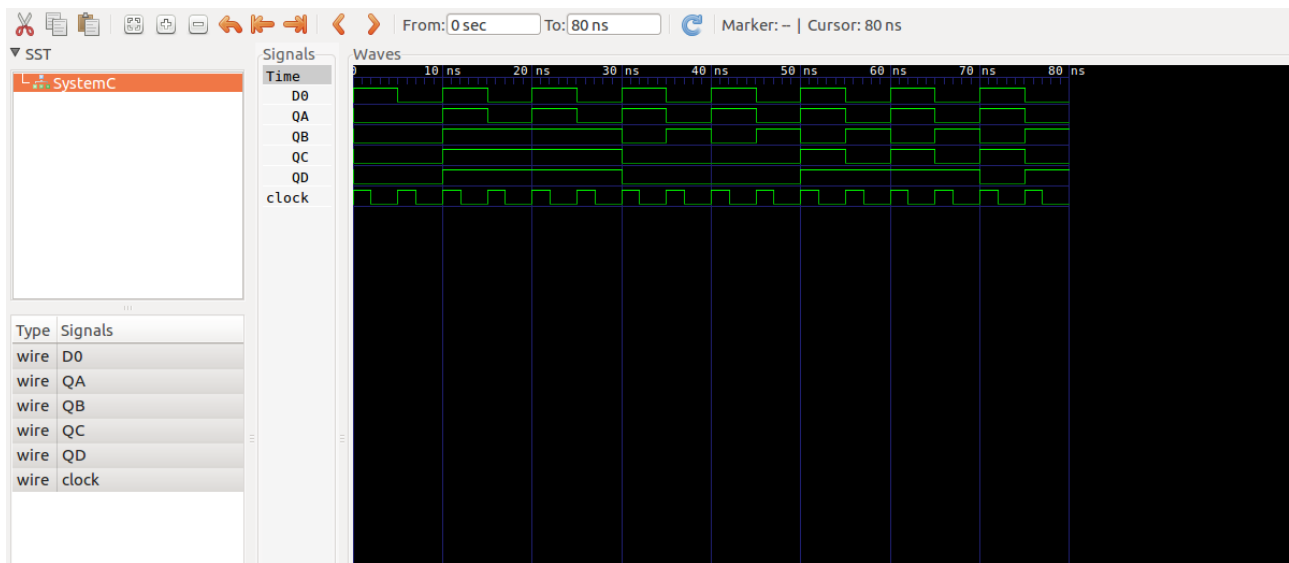 From: 0 sec To: 80 ns Marker: -- | Cursor: 80 ns
SST
SystemC
Type Signals
wire D0
wire QA
wire QB
wire QC
wire QD
wire clock
Signals
Time
D0
QA
QB
QC
QD
clock
Waves
0 10 ns 20 ns 30 ns 40 ns 50 ns 60 ns 70 ns 80 ns